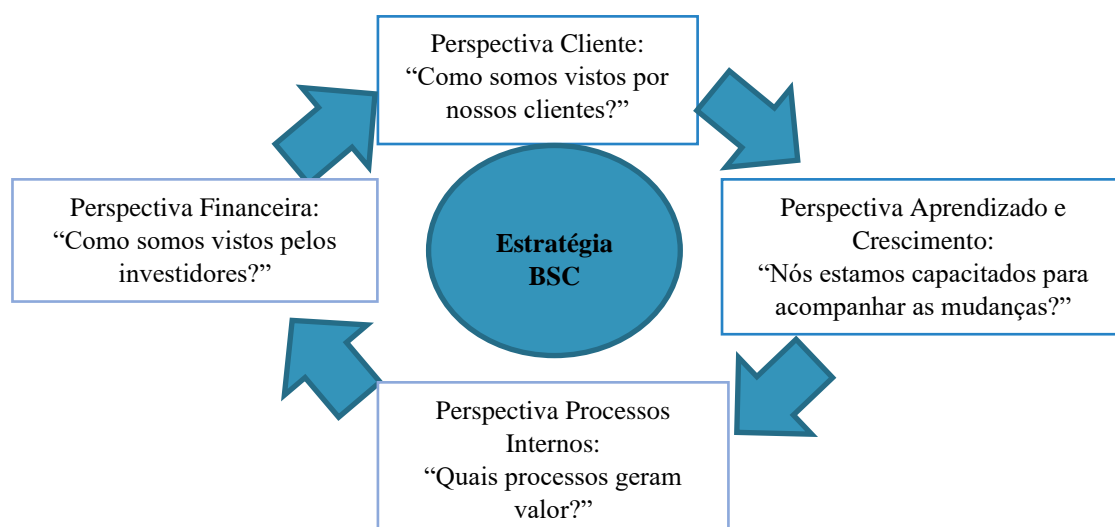 Perspectiva Cliente:
“Como somos vistos por
nossos clientes?”
Perspectiva Financeira:
“Como somos vistos pelos
investidores?”
Estratégia
BSC
Perspectiva Aprendizado e
Crescimento:
“Nós estamos capacitados para
acompanhar as mudanças?”
Perspectiva Processos
Internos:
“Quais processos geram
valor?”